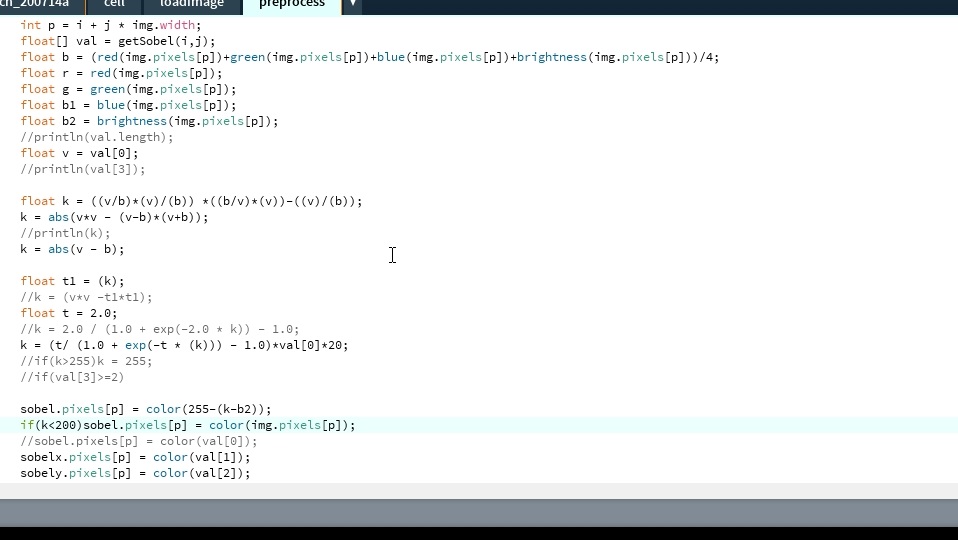 ch_200714a cell loadimage preprocess ▼
int p = i + j * img.width;
float[] val = getSobel(i,j);
float b = (red(img.pixels[p])+green(img.pixels[p])+blue(img.pixels[p])+brightness(img.pixels[p]))/4;
float r = red(img.pixels[p]);
float g = green(img.pixels[p]);
float b1 = blue(img.pixels[p]);
float b2 = brightness(img.pixels[p]);
//println(val.length);
float v = val[0];
//println(val[3]);
float k = ((v/b)*(v)/(b)) *((b/v)*(v))-((v)/(b));
k = abs(v*v - (v-b)*(v+b));
//println(k);
k = abs(v - b);
float t1 = (k);
//k = (v*v -t1*t1);
float t = 2.0;
//k = 2.0 / (1.0 + exp(-2.0 * k)) - 1.0;
k = (t/ (1.0 + exp(-t * (k))) - 1.0)*val[0]*20;
//if(k>255)k = 255;
//if(val[3]>=2)
sobel.pixels[p] = color(255-(k-b2));
if(k<200)sobel.pixels[p] = color(img.pixels[p]);
//sobel.pixels[p] = color(val[0]);
sobelx.pixels[p] = color(val[1]);
sobely.pixels[p] = color(val[2]);